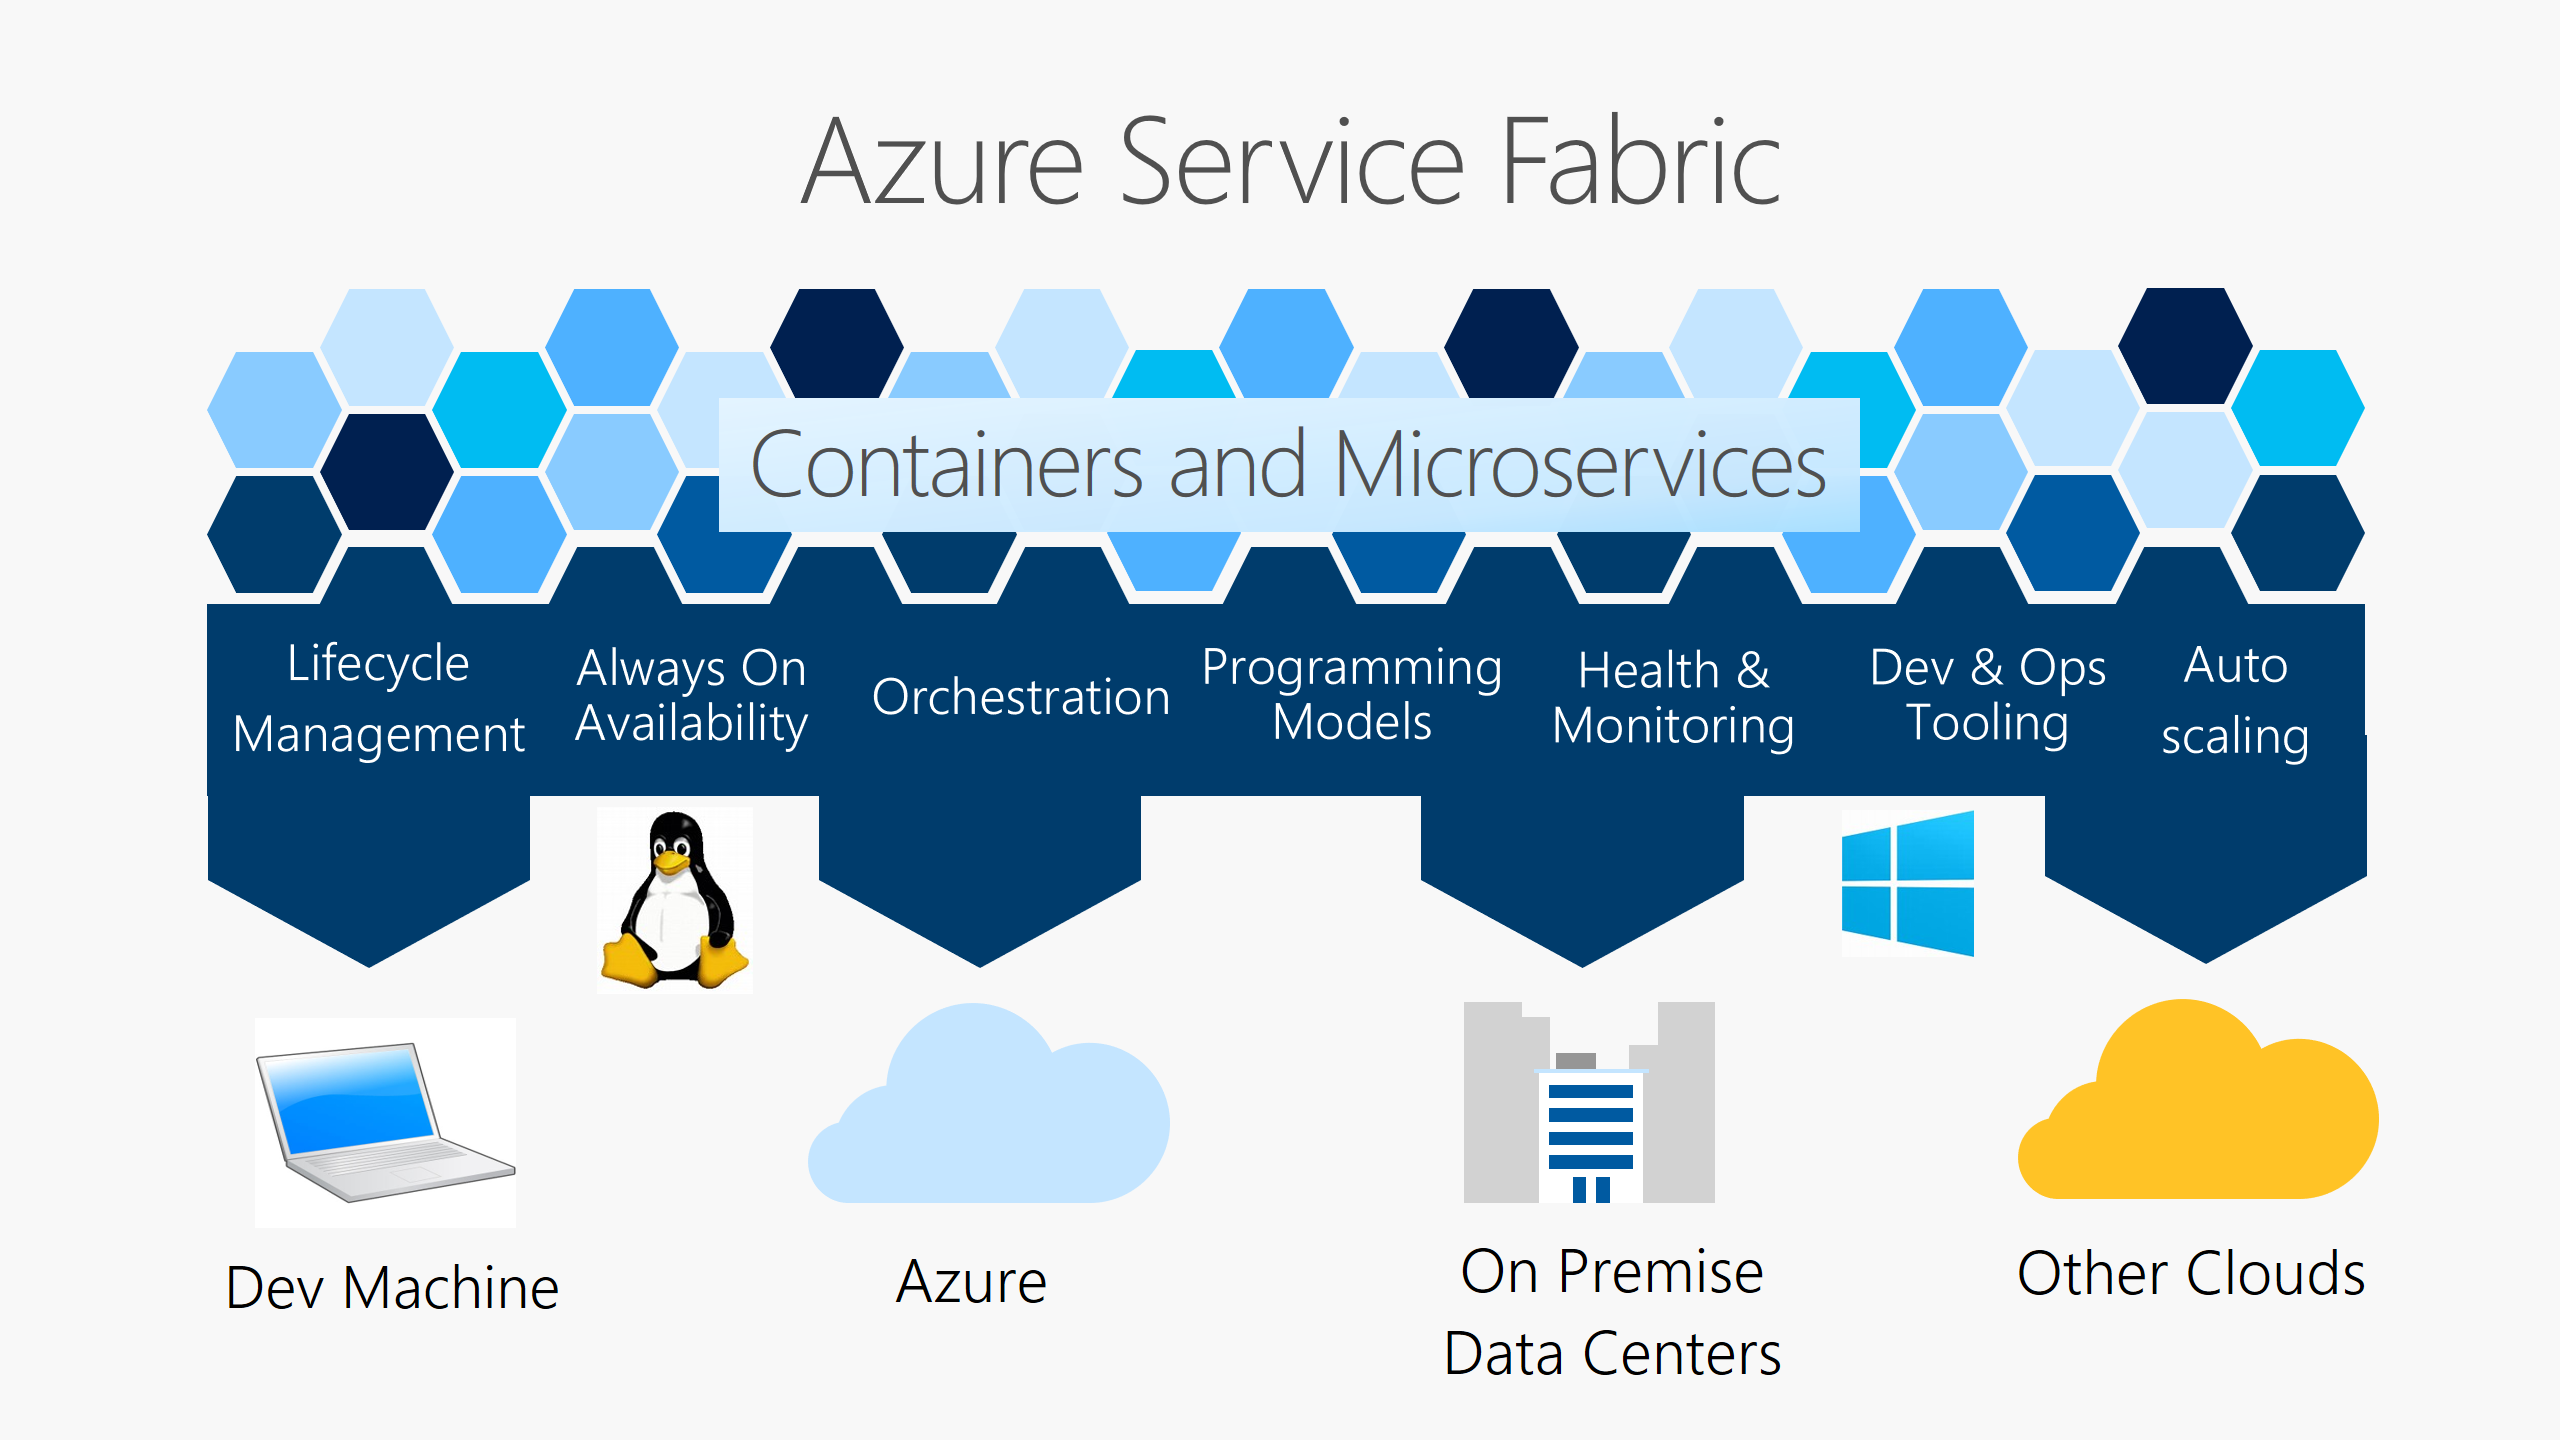 Azure Service Fabric
Containers and Microservices
Lifecycle
Management
Always On
Availability
Orchestration
Programming
Models
Health &
Monitoring
Dev & Ops
Tooling
Auto
scaling
Dev Machine
Azure
On Premise
Data Centers
Other Clouds